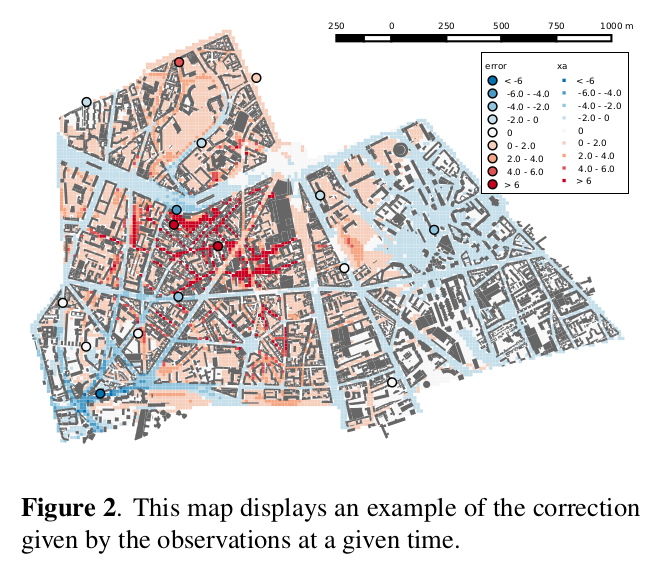 250 0 250 500 750 1000 m
error xa
< -6 < -6
-6.0 - -4.0 -6.0 - -4.0
-4.0 - -2.0 -4.0 - -2.0
-2.0 - 0 -2.0 - 0
0 0
0 - 2.0 0 - 2.0
2.0 - 4.0 2.0 - 4.0
4.0 - 6.0 4.0 - 6.0
> 6 > 6
Figure 2. This map displays an example of the correction
given by the observations at a given time.